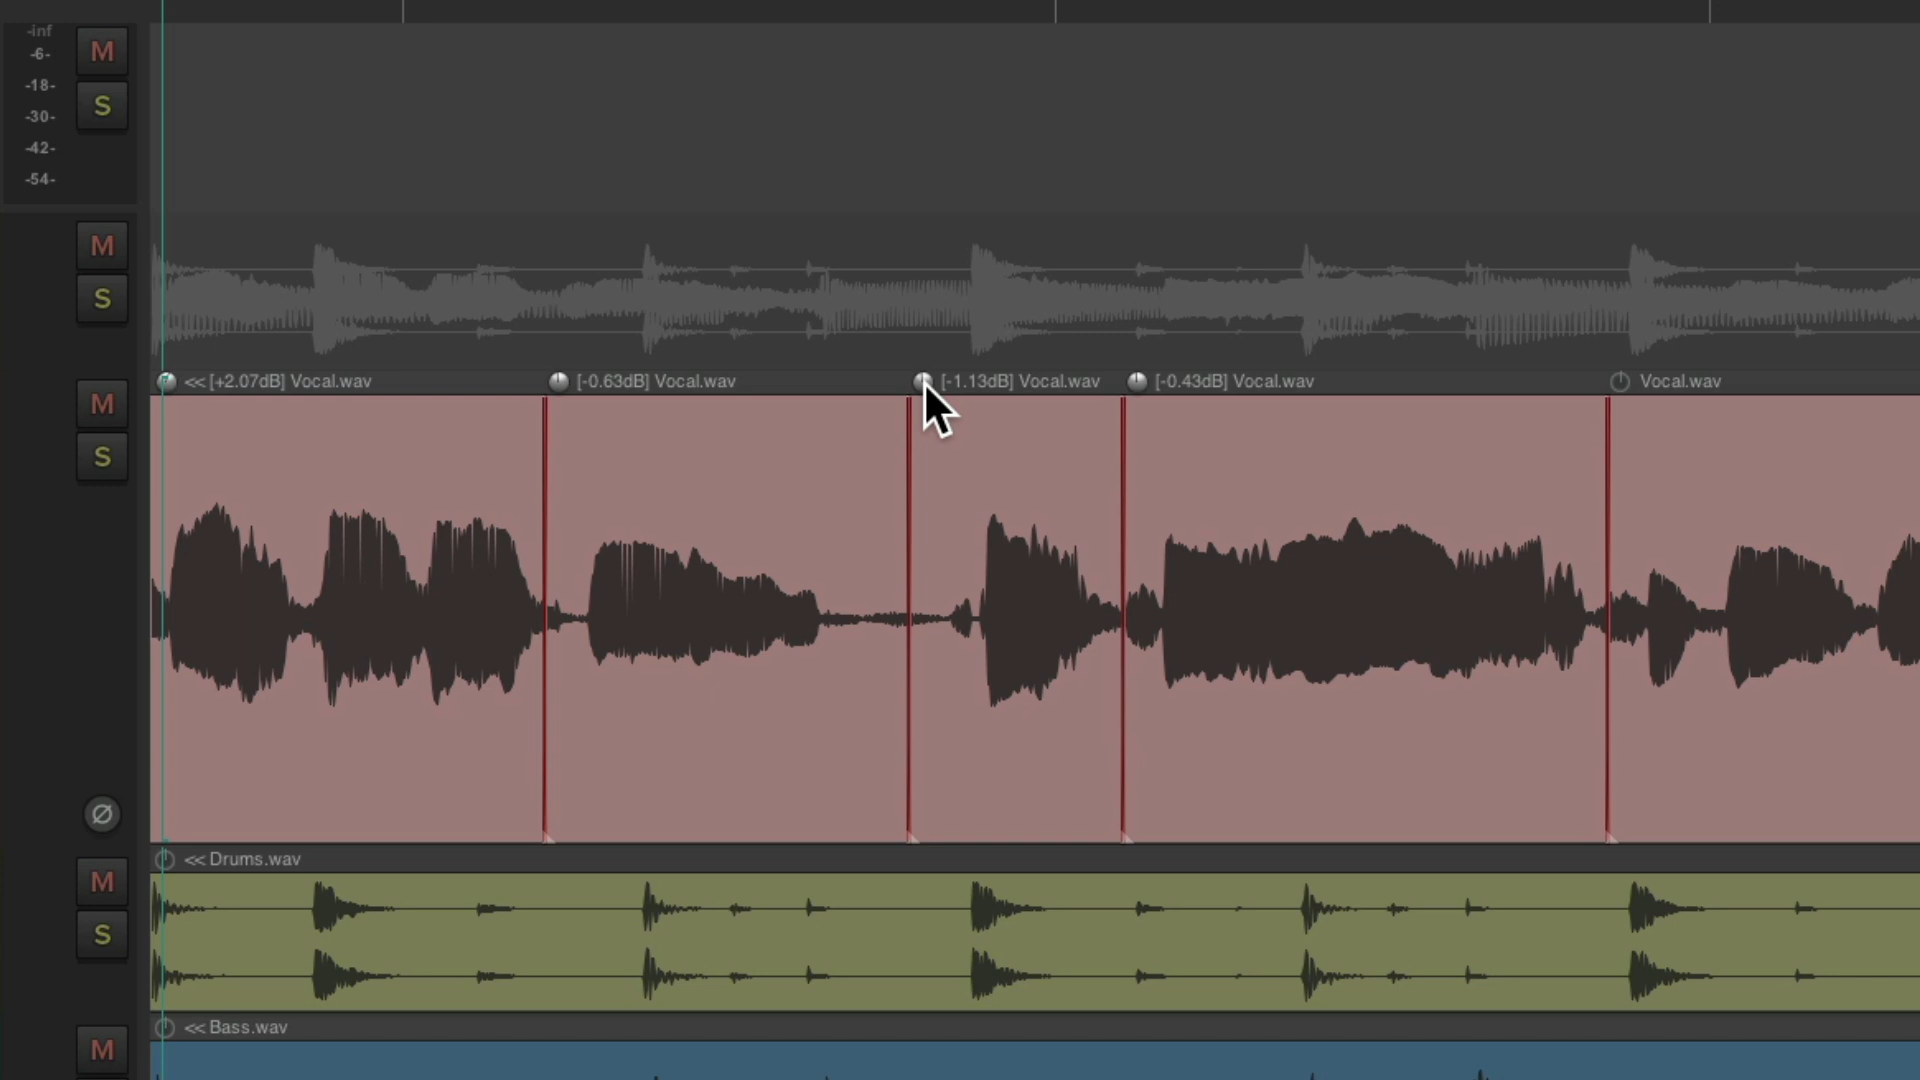 -inf
-6-
-18-
-30-
-42-
-54-
M
S
M
S
<< [+2.07dB] Vocal.wav [-0.63dB] Vocal.wav [-1.13dB] Vocal.wav [-0.43dB] Vocal.wav Vocal.wav
M
S
Ø
<< Drums.wav
M
S
<< Bass.wav
M